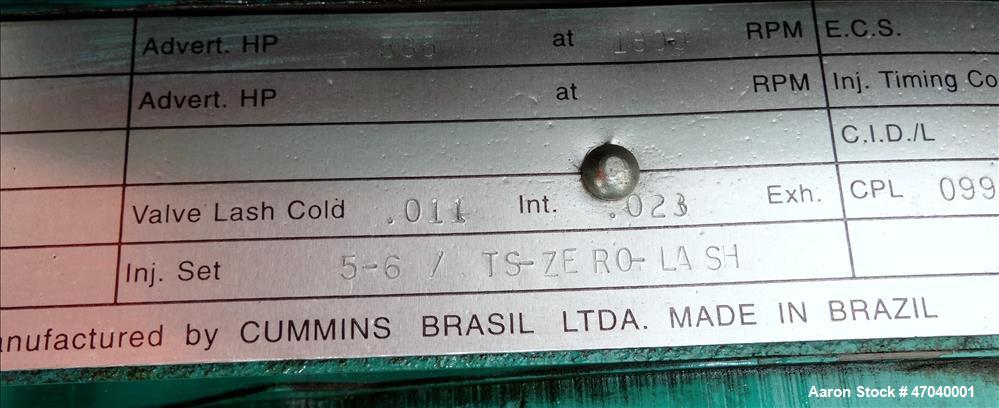 Advert. HP at RPM E.C.S.
Advert. HP at RPM Inj. Timing Co
C.I.D./L
Valve Lash Cold .011 Int. .023 Exh. CPL 099
Inj. Set 5-6 / TS-ZERO-LASH
anufactured by CUMMINS BRASIL LTDA. MADE IN BRAZIL
Aaron Stock # 47040001